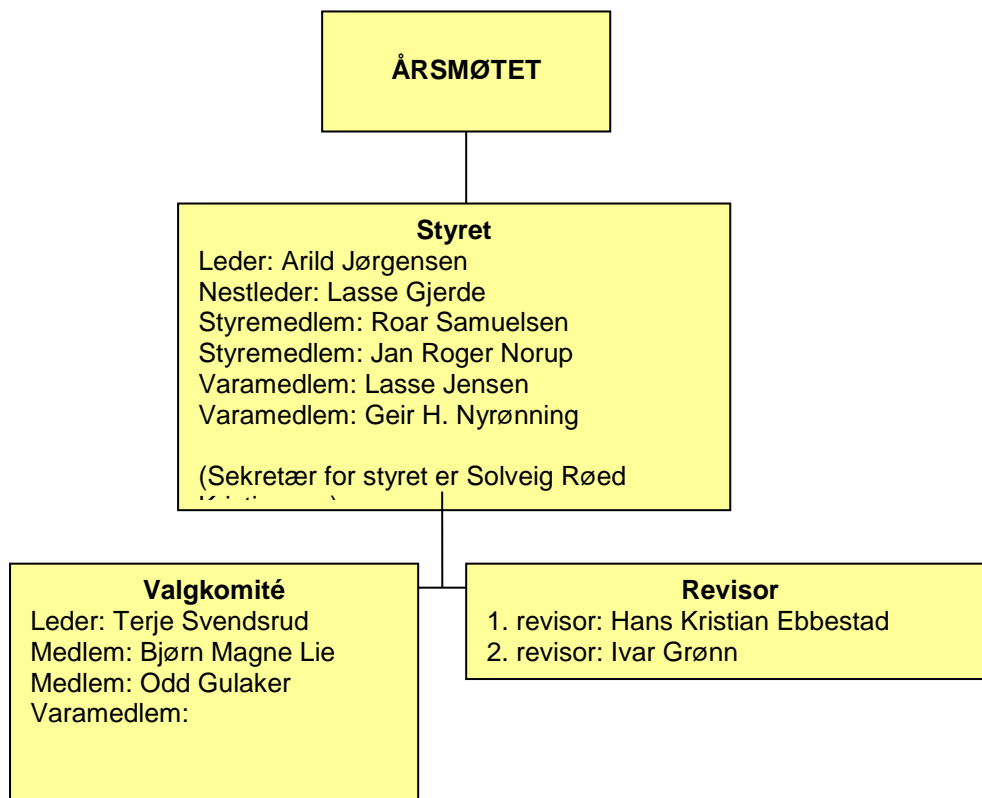 ÅRSMØTET
Styret
Leder: Arild Jørgensen
Nestleder: Lasse Gjerde
Styremedlem: Roar Samuelsen
Styremedlem: Jan Roger Norup
Varamedlem: Lasse Jensen
Varamedlem: Geir H. Nyrønning
(Sekretær for styret er Solveig Røed
Valgkomité
Leder: Terje Svendsrud
Medlem: Bjørn Magne Lie
Medlem: Odd Gulaker
Varamedlem:
Revisor
1. revisor: Hans Kristian Ebbestad
2. revisor: Ivar Grønn